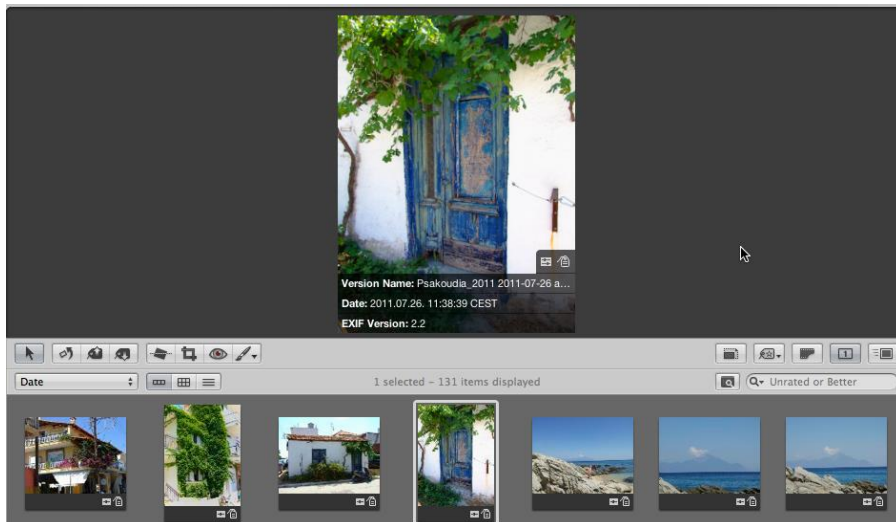 Version Name: Psakoudia_2011 2011-07-26 a...
Date: 2011.07.26. 11:38:39 CEST
EXIF Version: 2.2
1
Date
1 selected – 131 items displayed
Unrated or Better